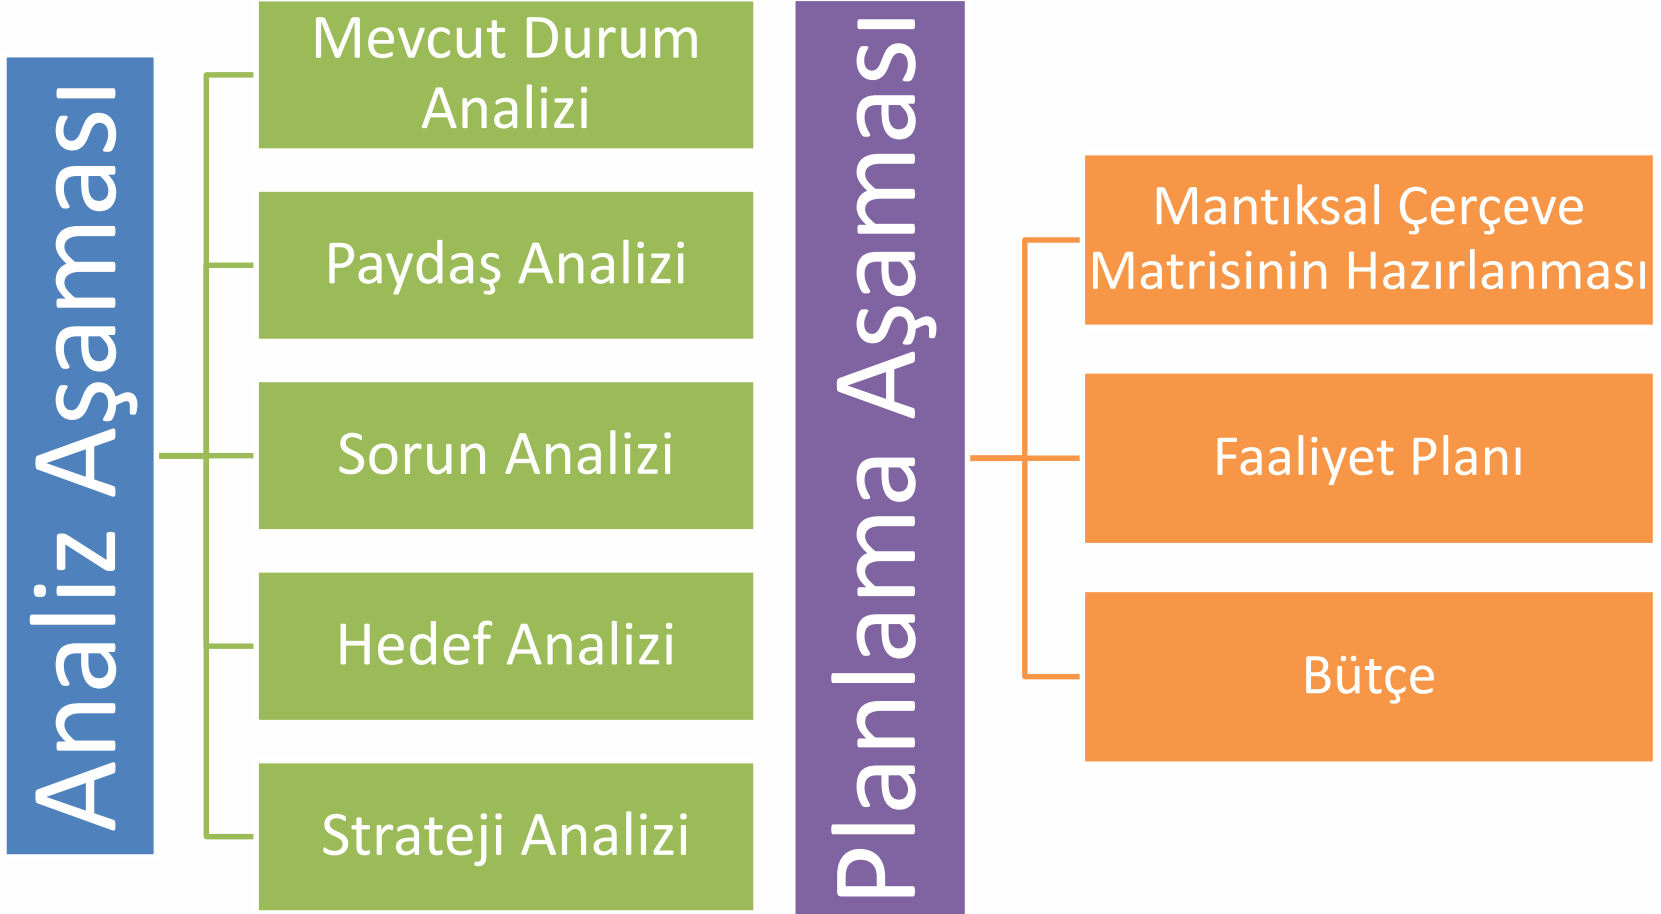 Analiz Aşaması
Mevcut Durum
Analizi
Paydaş Analizi
Sorun Analizi
Hedef Analizi
Strateji Analizi
Planlama Aşaması
Mantıksal Çerçeve
Matrisinin Hazırlanması
Faaliyet Planı
Bütçe